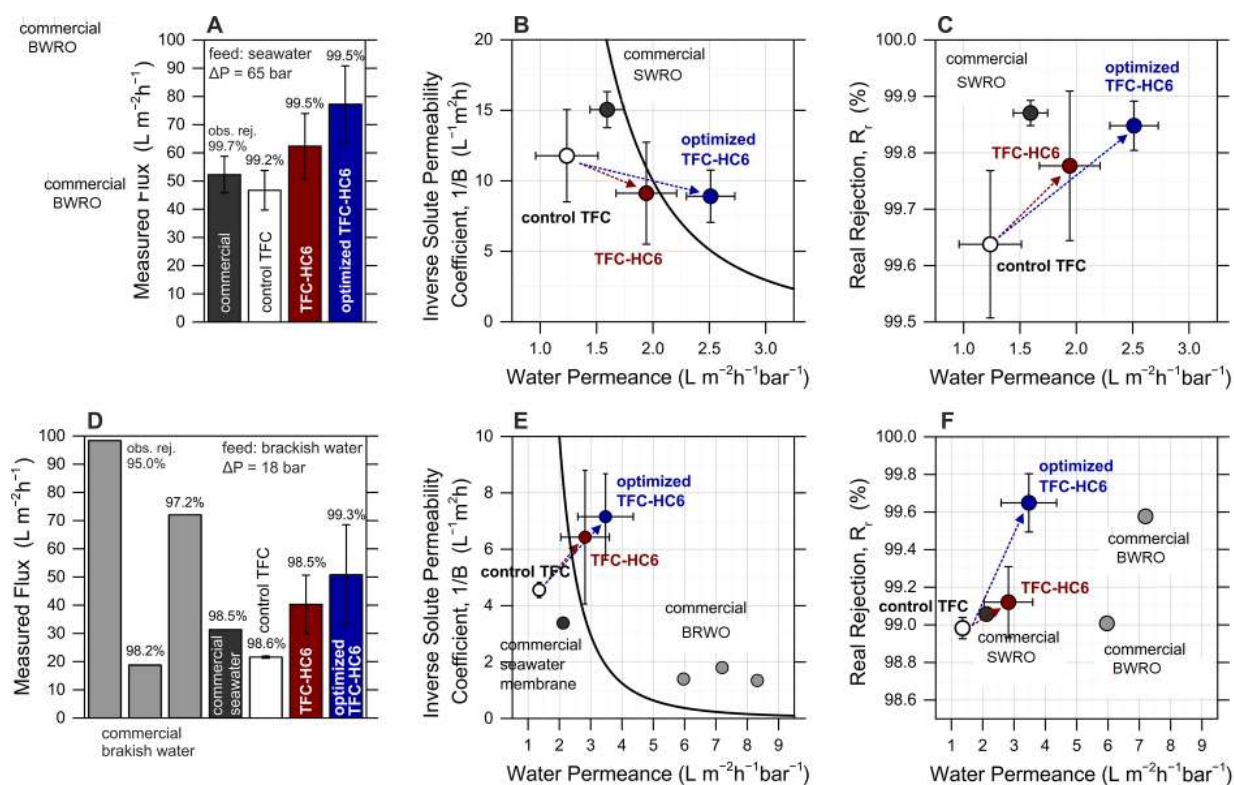 commercial
BWRO
commercial
BWRO
A
feed: seawater
ΔP = 65 bar
99.5%
99.5%
obs. rej.
99.7%
99.2%
commercial
control TFC
TFC-HC6
optimized TFC-HC6
100
90
80
70
60
50
40
30
20
10
0
Measured Flux (L m⁻²h⁻¹)
B
commercial
SWRO
optimized
TFC-HC6
control TFC
TFC-HC6
20
15
10
5
0
Inverse Solute Permeability
Coefficient, 1/B (L⁻¹m²h)
1.0 1.5 2.0 2.5 3.0
Water Permeance (L m⁻²h⁻¹bar⁻¹)
C
commercial
SWRO
optimized
TFC-HC6
TFC-HC6
control TFC
100.0
99.9
99.8
99.7
99.6
99.5
Real Rejection, Rᵣ (%)
1.0 1.5 2.0 2.5 3.0
Water Permeance (L m⁻²h⁻¹bar⁻¹)
D
obs. rej.
95.0%
feed: brackish water
ΔP = 18 bar
97.2%
98.2%
98.5%
98.6%
98.5%
99.3%
commercial
seawater
control TFC
TFC-HC6
optimized
TFC-HC6
100
90
80
70
60
50
40
30
20
10
0
Measured Flux (L m⁻²h⁻¹)
commercial
brakish water
E
optimized
TFC-HC6
control TFC
TFC-HC6
commercial
seawater
membrane
commercial
BRWO
10
8
6
4
2
0
Inverse Solute Permeability
Coefficient, 1/B (L⁻¹m²h)
1 2 3 4 5 6 7 8 9
Water Permeance (L m⁻²h⁻¹bar⁻¹)
F
optimized
TFC-HC6
commercial
BWRO
control TFC
TFC-HC6
commercial
SWRO
commercial
BWRO
100.0
99.8
99.6
99.4
99.2
99.0
98.8
98.6
Real Rejection, Rᵣ (%)
1 2 3 4 5 6 7 8 9
Water Permeance (L m⁻²h⁻¹bar⁻¹)